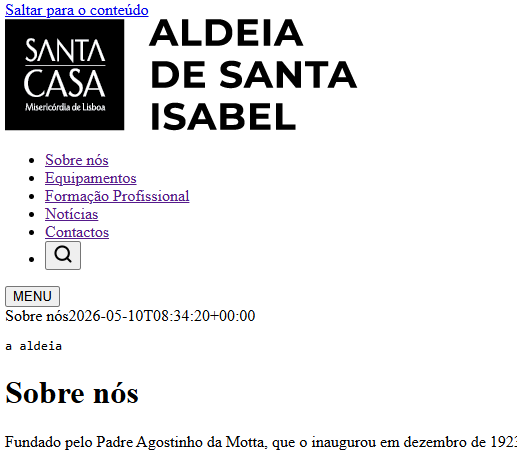 Saltar para o conteúdo
SANTA
CASA
Misericórdia de Lisboa
ALDEIA
DE SANTA
ISABEL
Sobre nós
Equipamentos
Formação Profissional
Notícias
Contactos
MENU
Sobre nós2026-05-10T08:34:20+00:00
a aldeia
Sobre nós
Fundado pelo Padre Agostinho da Motta, que o inaugurou em dezembro de 1923